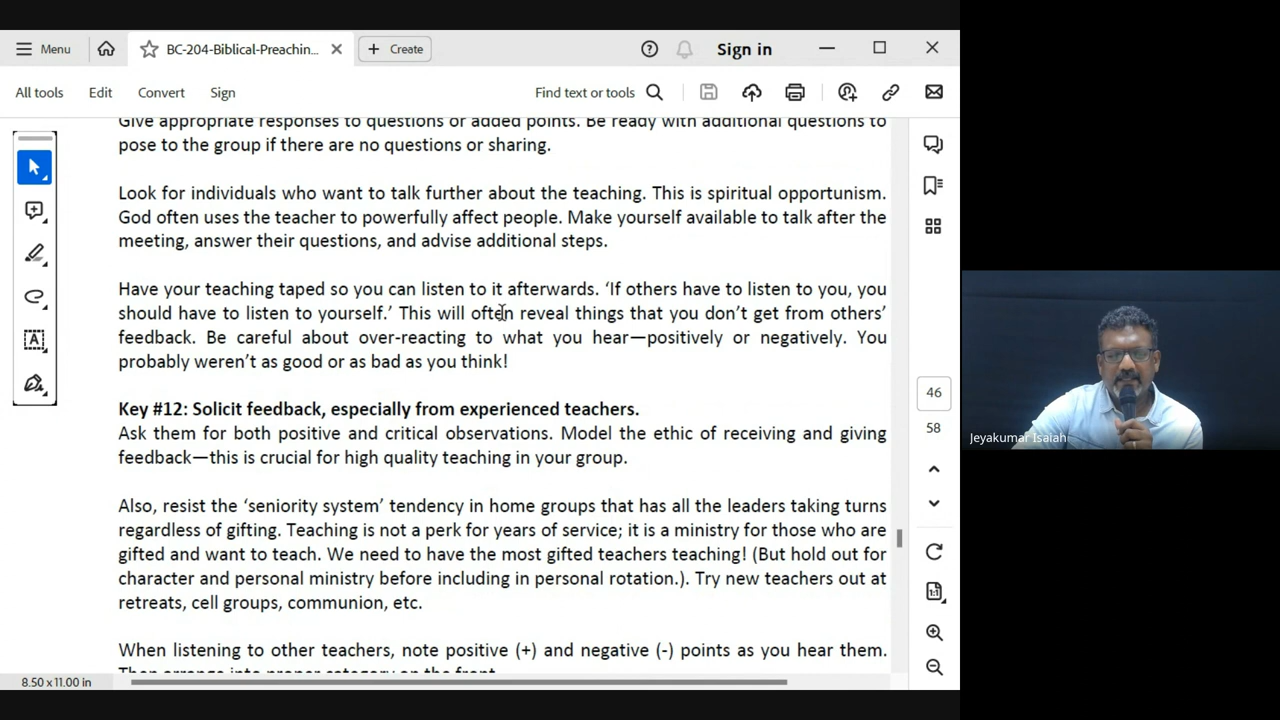 Menu
BC-204-Biblical-Preachin...
Create
Sign in
All tools
Edit
Convert
Sign
Find text or tools
Give appropriate responses to questions or added points. Be ready with additional questions to
pose to the group if there are no questions or sharing.
Look for individuals who want to talk further about the teaching. This is spiritual opportunism.
God often uses the teacher to powerfully affect people. Make yourself available to talk after the
meeting, answer their questions, and advise additional steps.
Have your teaching taped so you can listen to it afterwards. ‘If others have to listen to you, you
should have to listen to yourself.’ This will often reveal things that you don’t get from others’
feedback. Be careful about over-reacting to what you hear—positively or negatively. You
probably weren’t as good or as bad as you think!
Key #12: Solicit feedback, especially from experienced teachers.
Ask them for both positive and critical observations. Model the ethic of receiving and giving
feedback—this is crucial for high quality teaching in your group.
Also, resist the ‘seniority system’ tendency in home groups that has all the leaders taking turns
regardless of gifting. Teaching is not a perk for years of service; it is a ministry for those who are
gifted and want to teach. We need to have the most gifted teachers teaching! (But hold out for
character and personal ministry before including in personal rotation.). Try new teachers out at
retreats, cell groups, communion, etc.
When listening to other teachers, note positive (+) and negative (-) points as you hear them.
Then arrange into proper category on the front.
46
58
1:1
8.50 x 11.00 in
Jeyakumar Isaiah